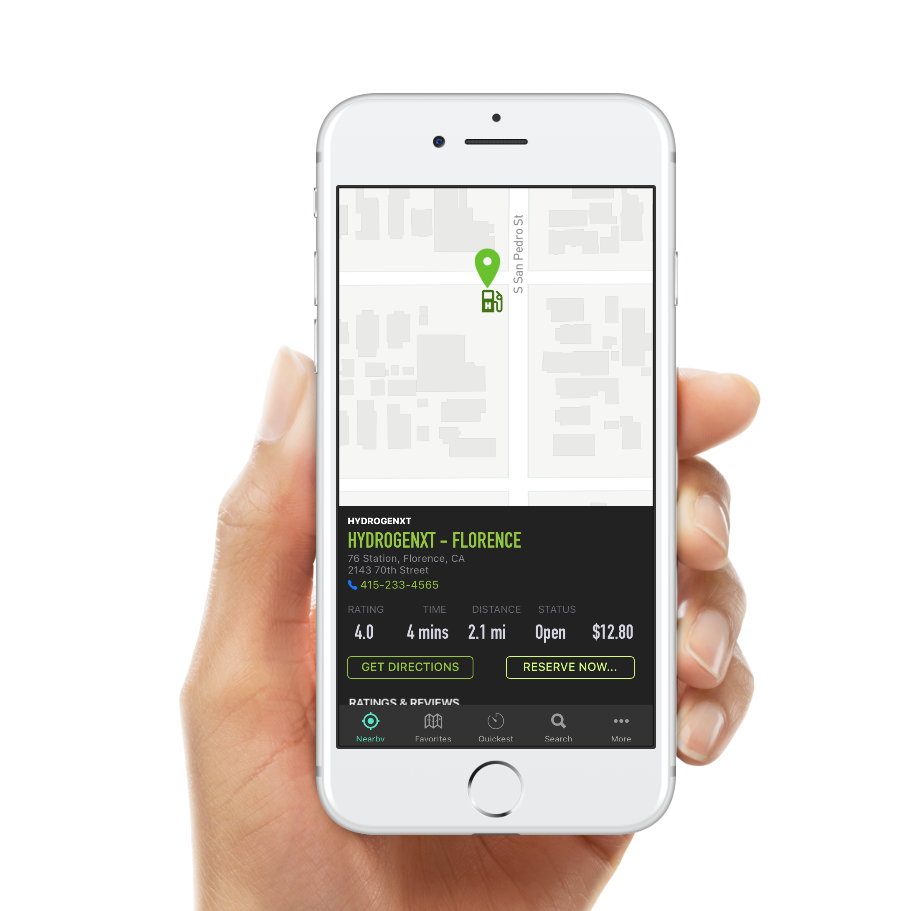 S San Pedro St
H
HYDROGENXT
HYDROGENXT - FLORENCE
76 Station, Florence, CA
2143 70th Street
415-233-4565
RATING TIME DISTANCE STATUS
4.0 4 mins 2.1 mi Open $12.80
GET DIRECTIONS RESERVE NOW...
RATINGS & REVIEWS
Nearby Favorites Quickest Search More